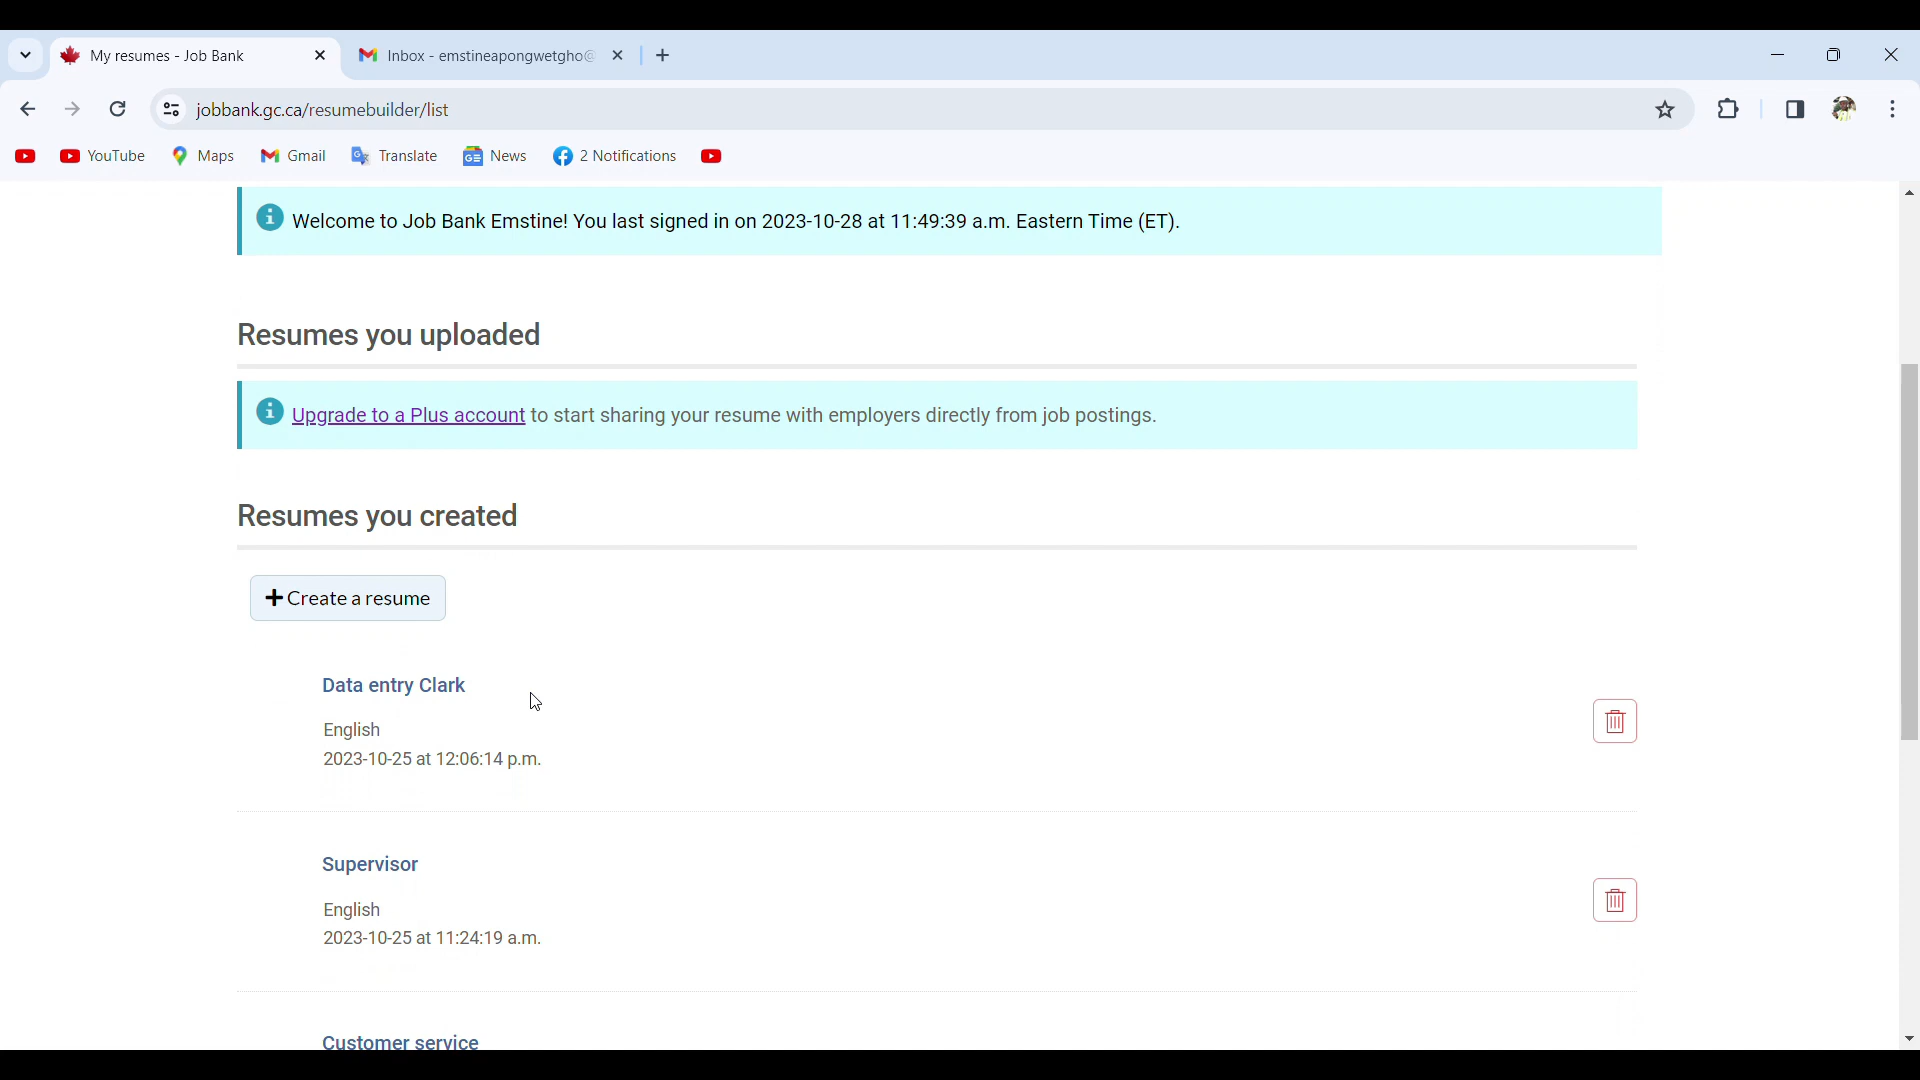 My resumes - Job Bank
Inbox - emstineapongwetgho@
jobbank.gc.ca/resumebuilder/list
YouTube
Maps
Gmail
Translate
News
2 Notifications
Welcome to Job Bank Emstine! You last signed in on 2023-10-28 at 11:49:39 a.m. Eastern Time (ET).
Resumes you uploaded
Upgrade to a Plus account to start sharing your resume with employers directly from job postings.
Resumes you created
+ Create a resume
Data entry Clark
English
2023-10-25 at 12:06:14 p.m.
Supervisor
English
2023-10-25 at 11:24:19 a.m.
Customer service